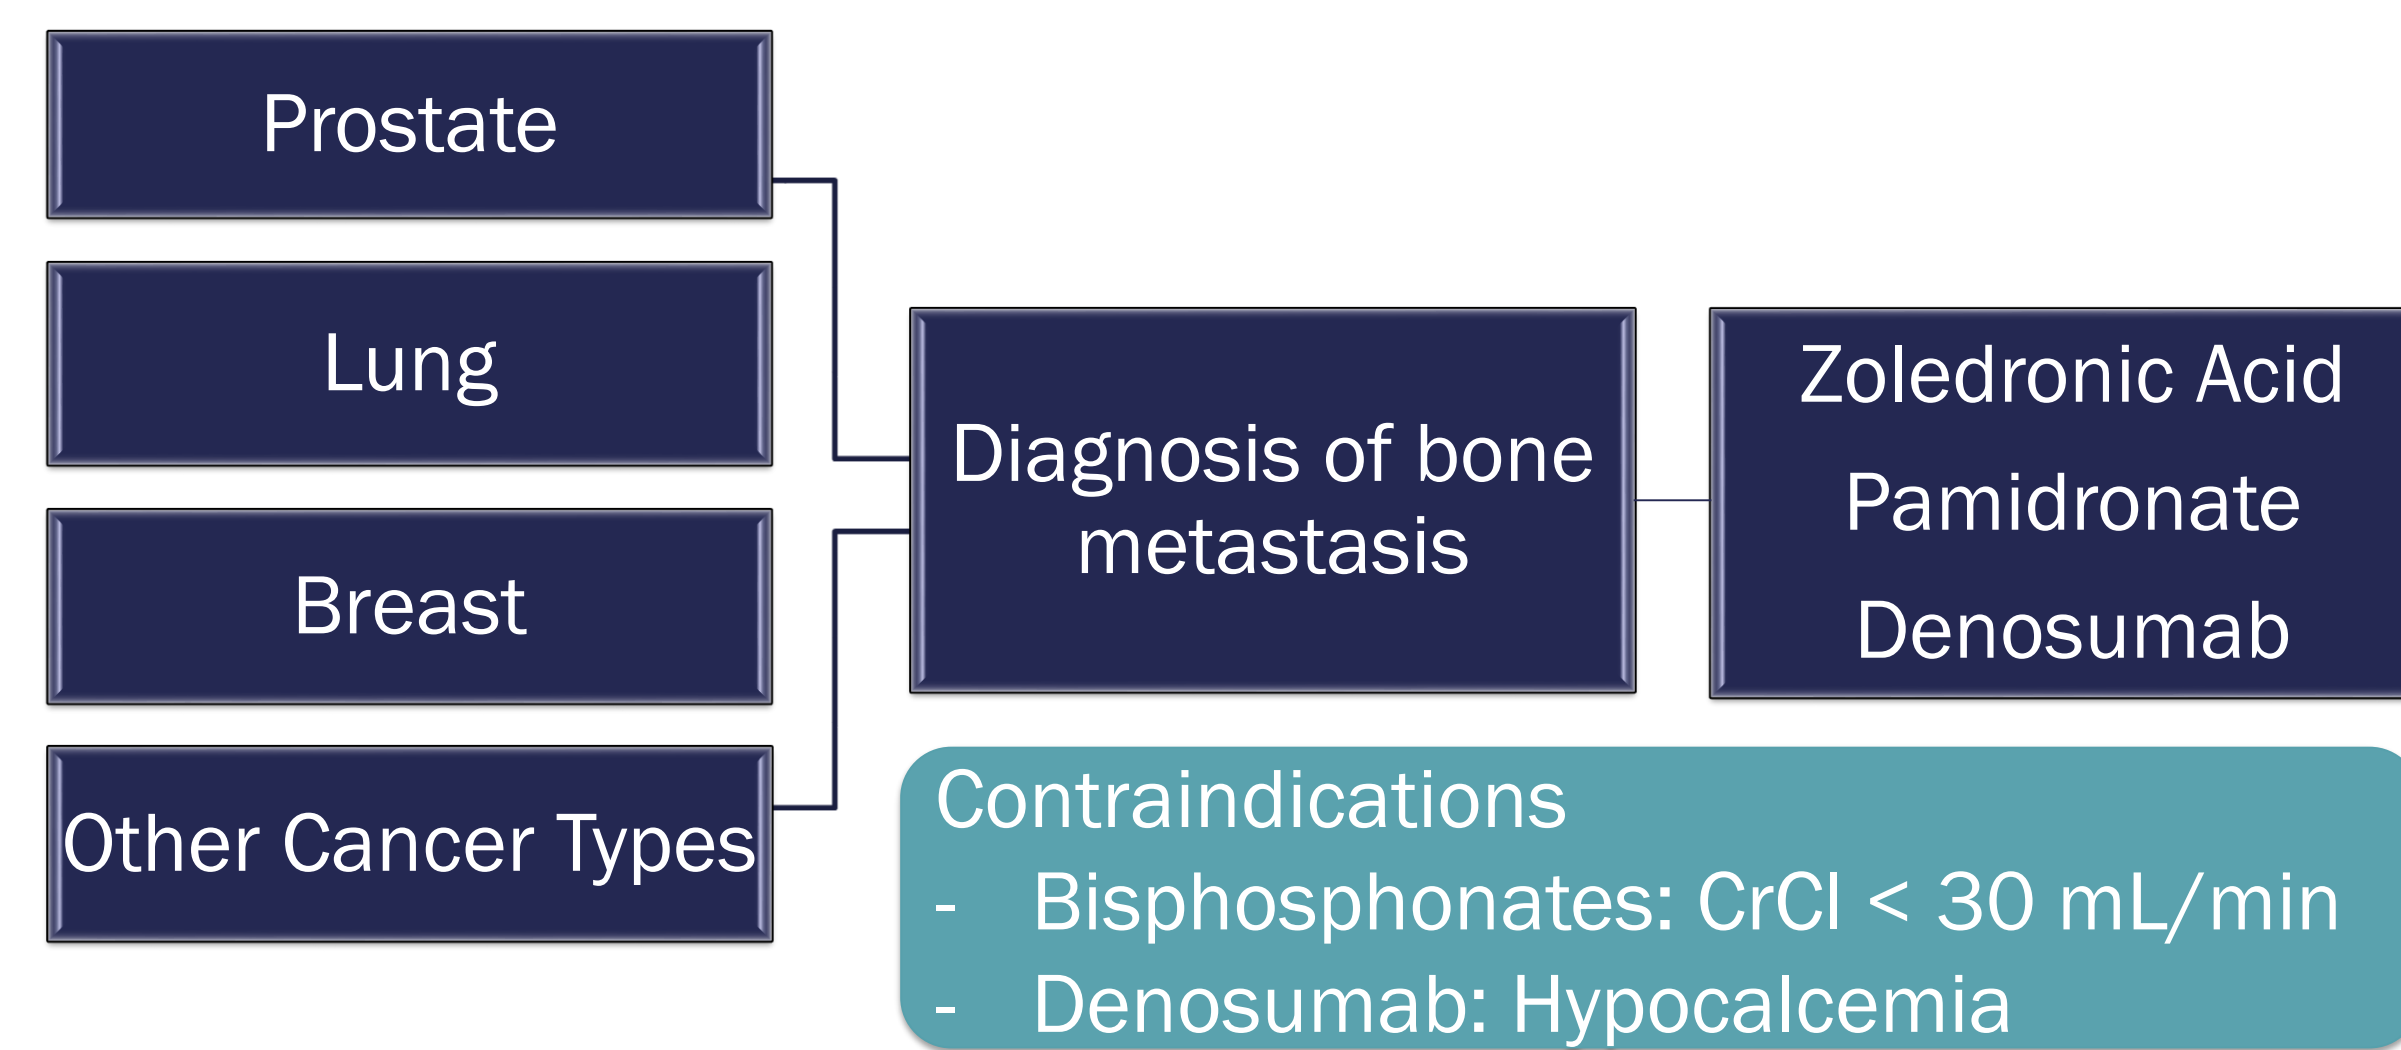 Prostate
Lung
Breast
Other Cancer Types
Diagnosis of bone
metastasis
Zoledronic Acid
Pamidronate
Denosumab
Contraindications
- Bisphosphonates: CrCl < 30 mL/min
- Denosumab: Hypocalcemia